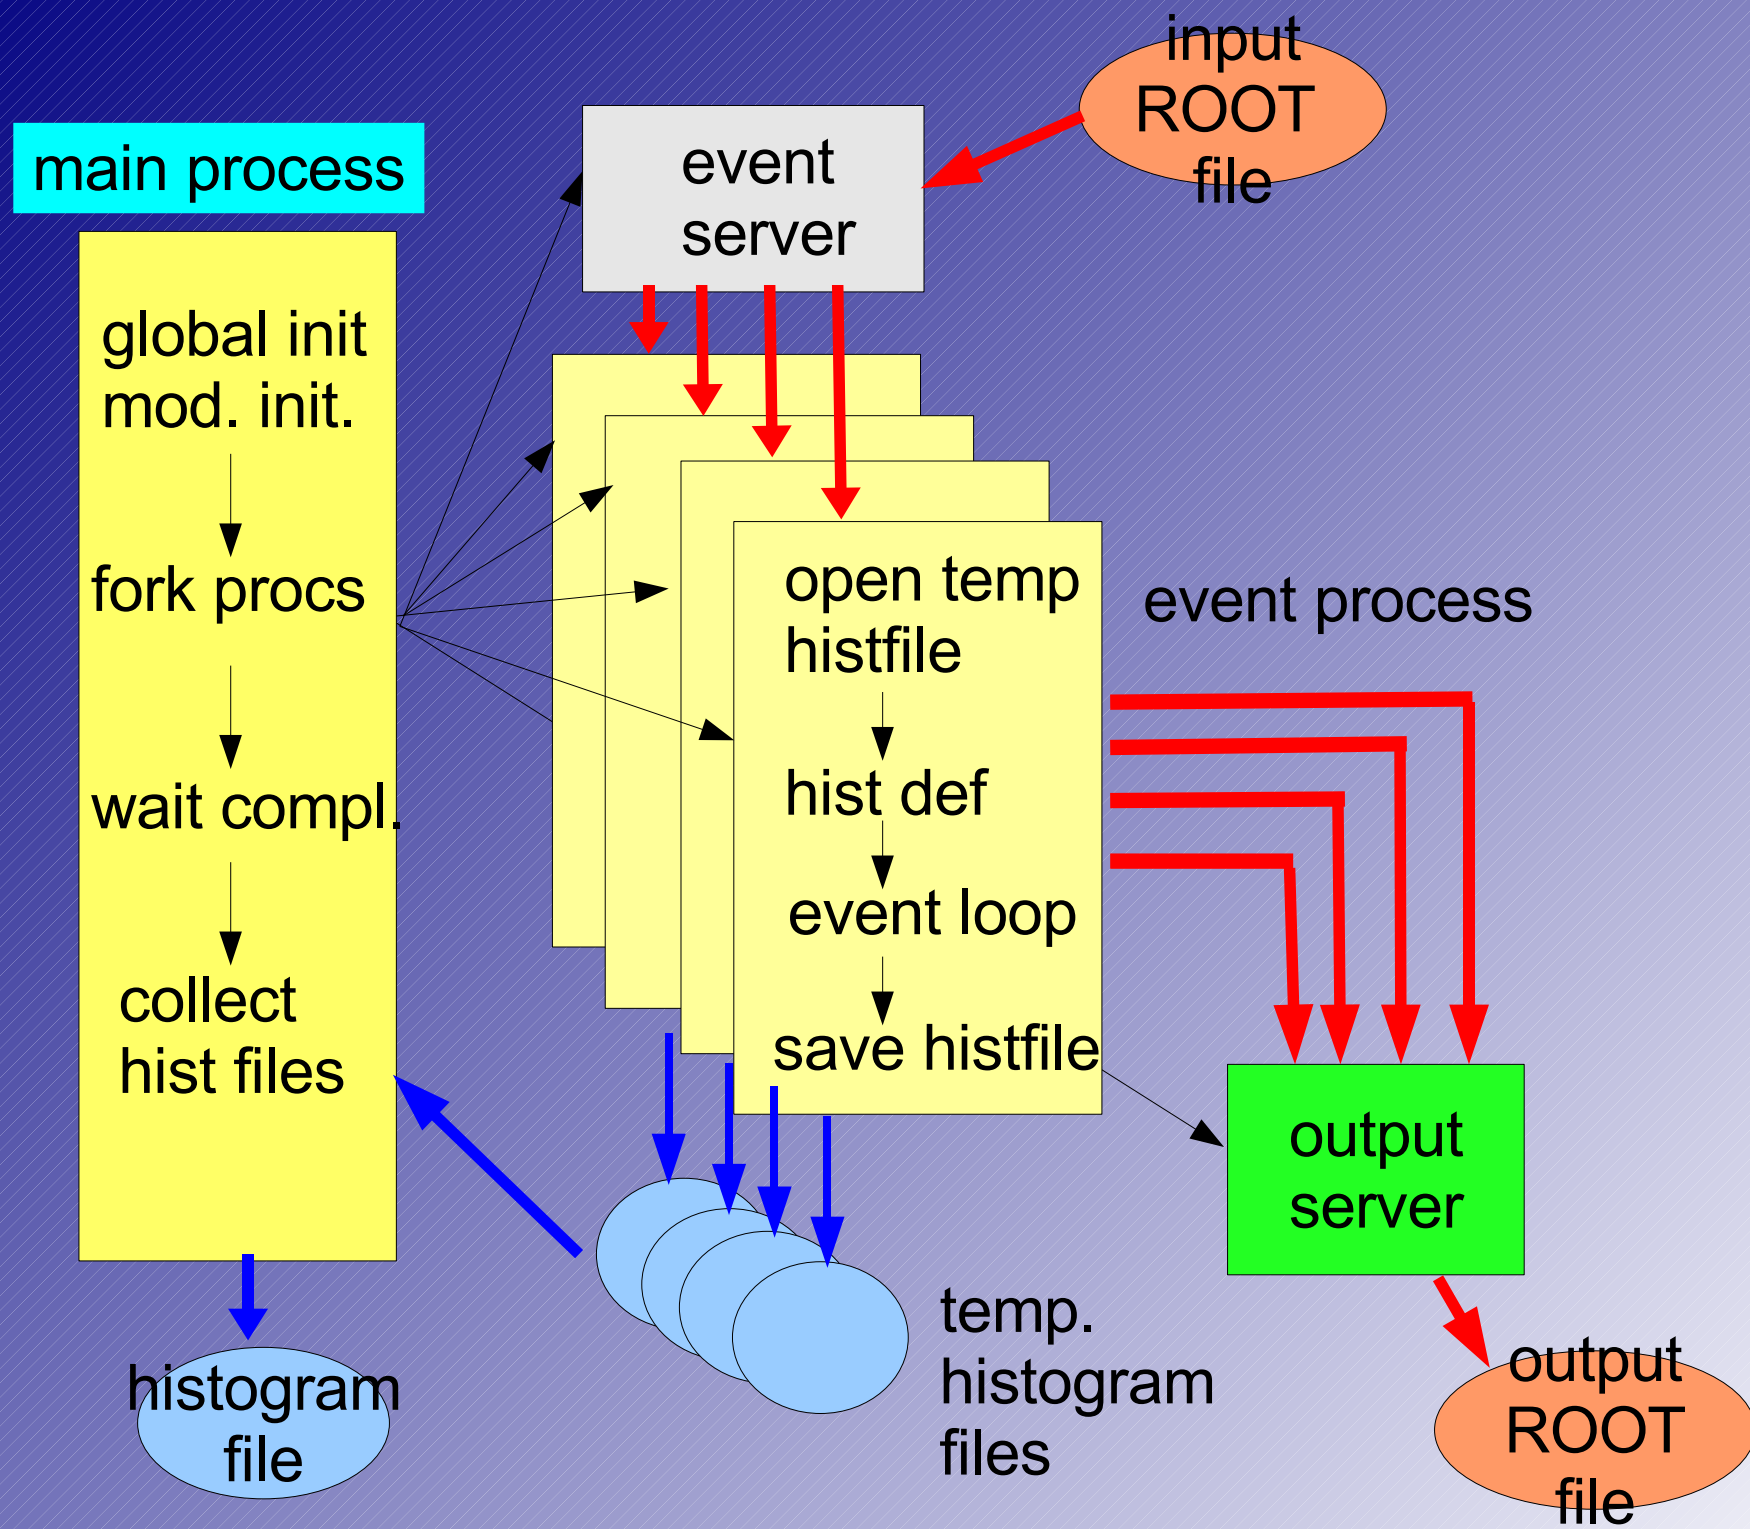 input
ROOT
file
main process
event
server
global init
mod. init.
fork procs
wait compl.
collect
hist files
open temp
histfile
hist def
event loop
save histfile
event process
output
server
temp.
histogram
files
histogram
file
output
ROOT
file